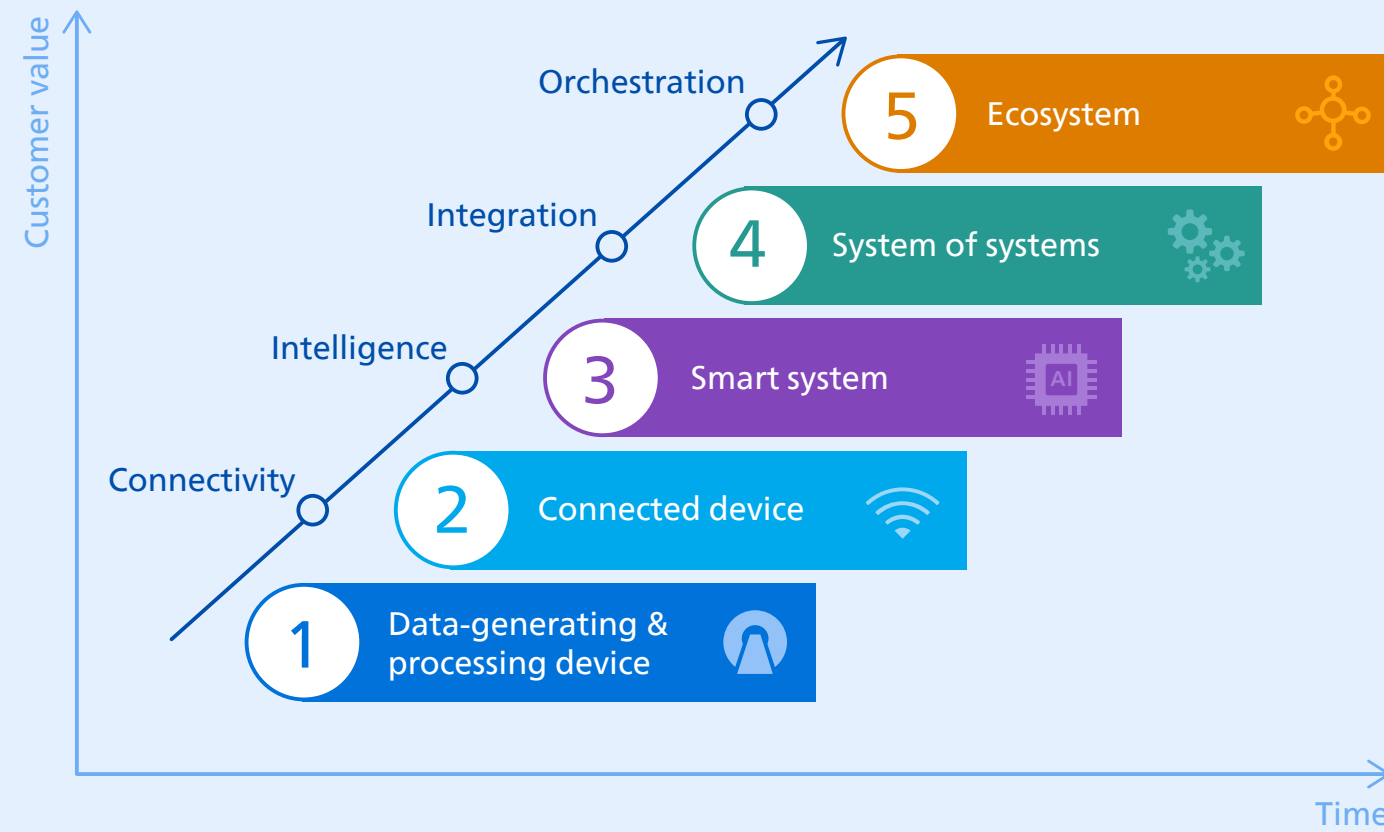 Customer value
Orchestration
5
Ecosystem
Integration
4
System of systems
Intelligence
3
Smart system
AI
Connectivity
2
Connected device
1
Data-generating &
processing device
Time